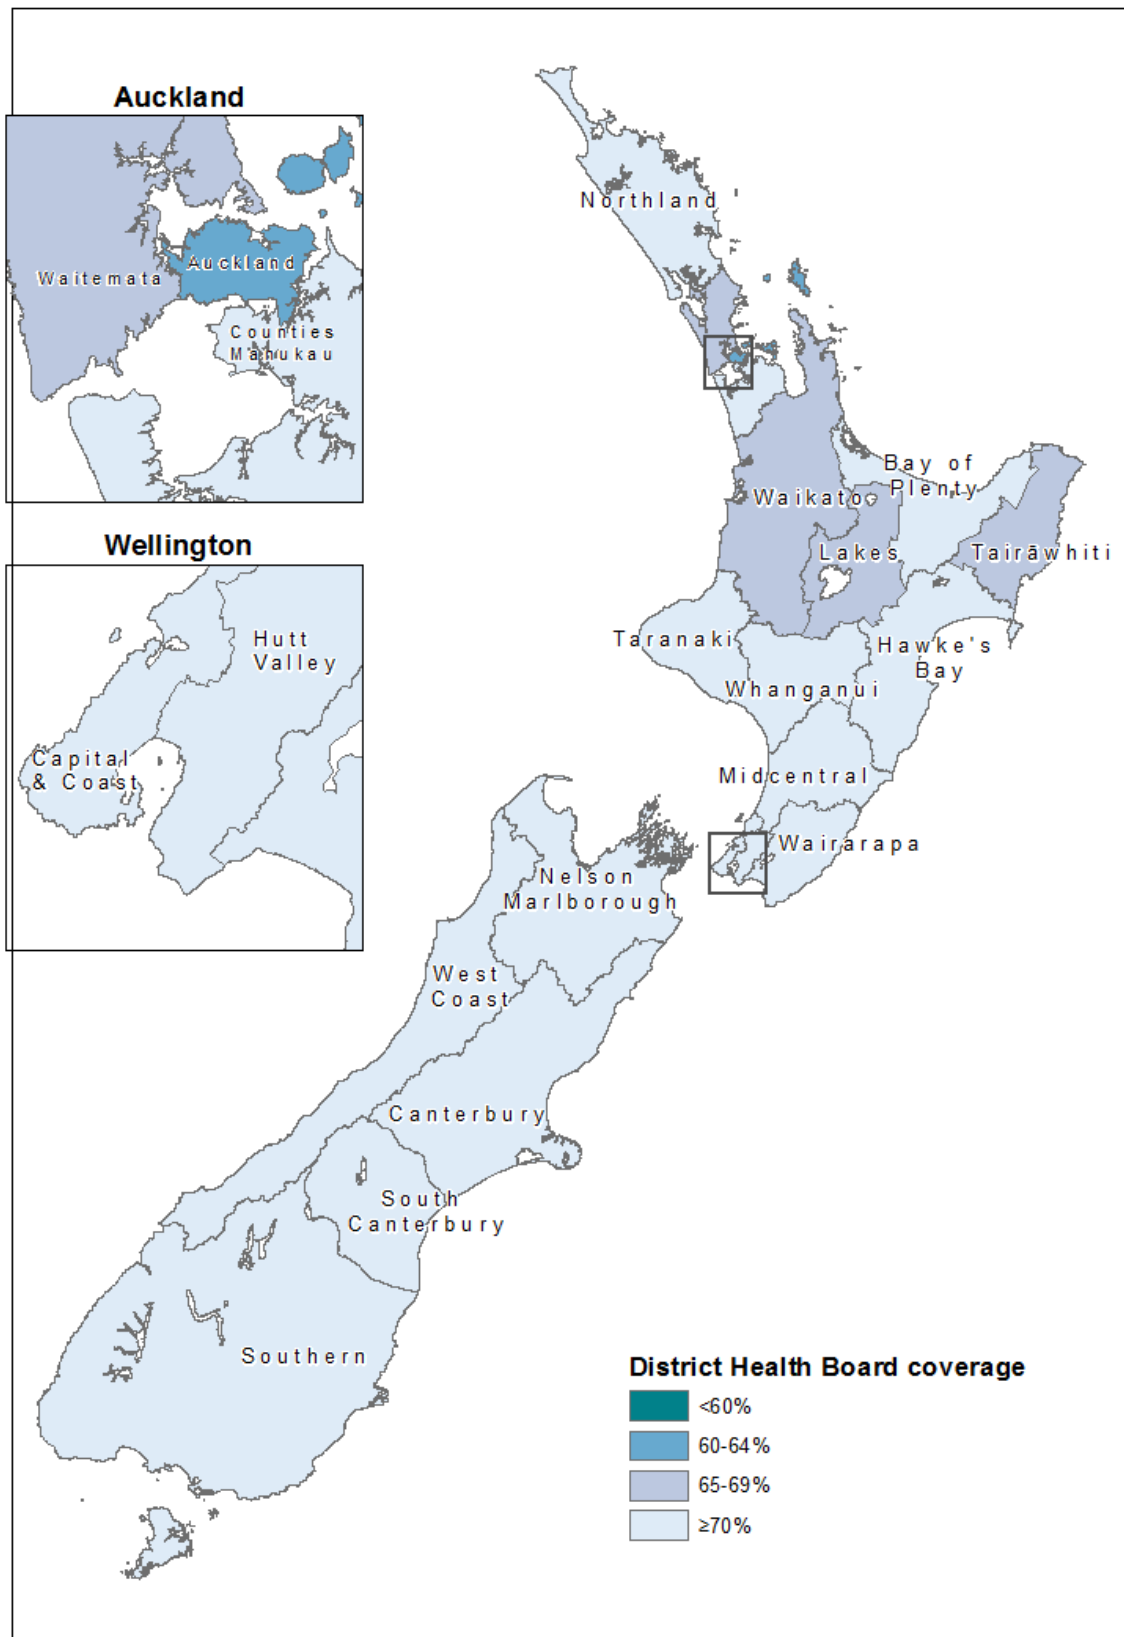 Auckland
Waitemata
Auckland
Counties
Manukau
Wellington
Hutt
Valley
Capital
& Coast
Northland
Bay of
Plenty
Waikato
Lakes
Tairāwhiti
Taranaki
Hawke's
Bay
Whanganui
Midcentral
Wairarapa
Nelson
Marlborough
West
Coast
Canterbury
South
Canterbury
Southern
District Health Board coverage
<60%
60-64%
65-69%
≥70%